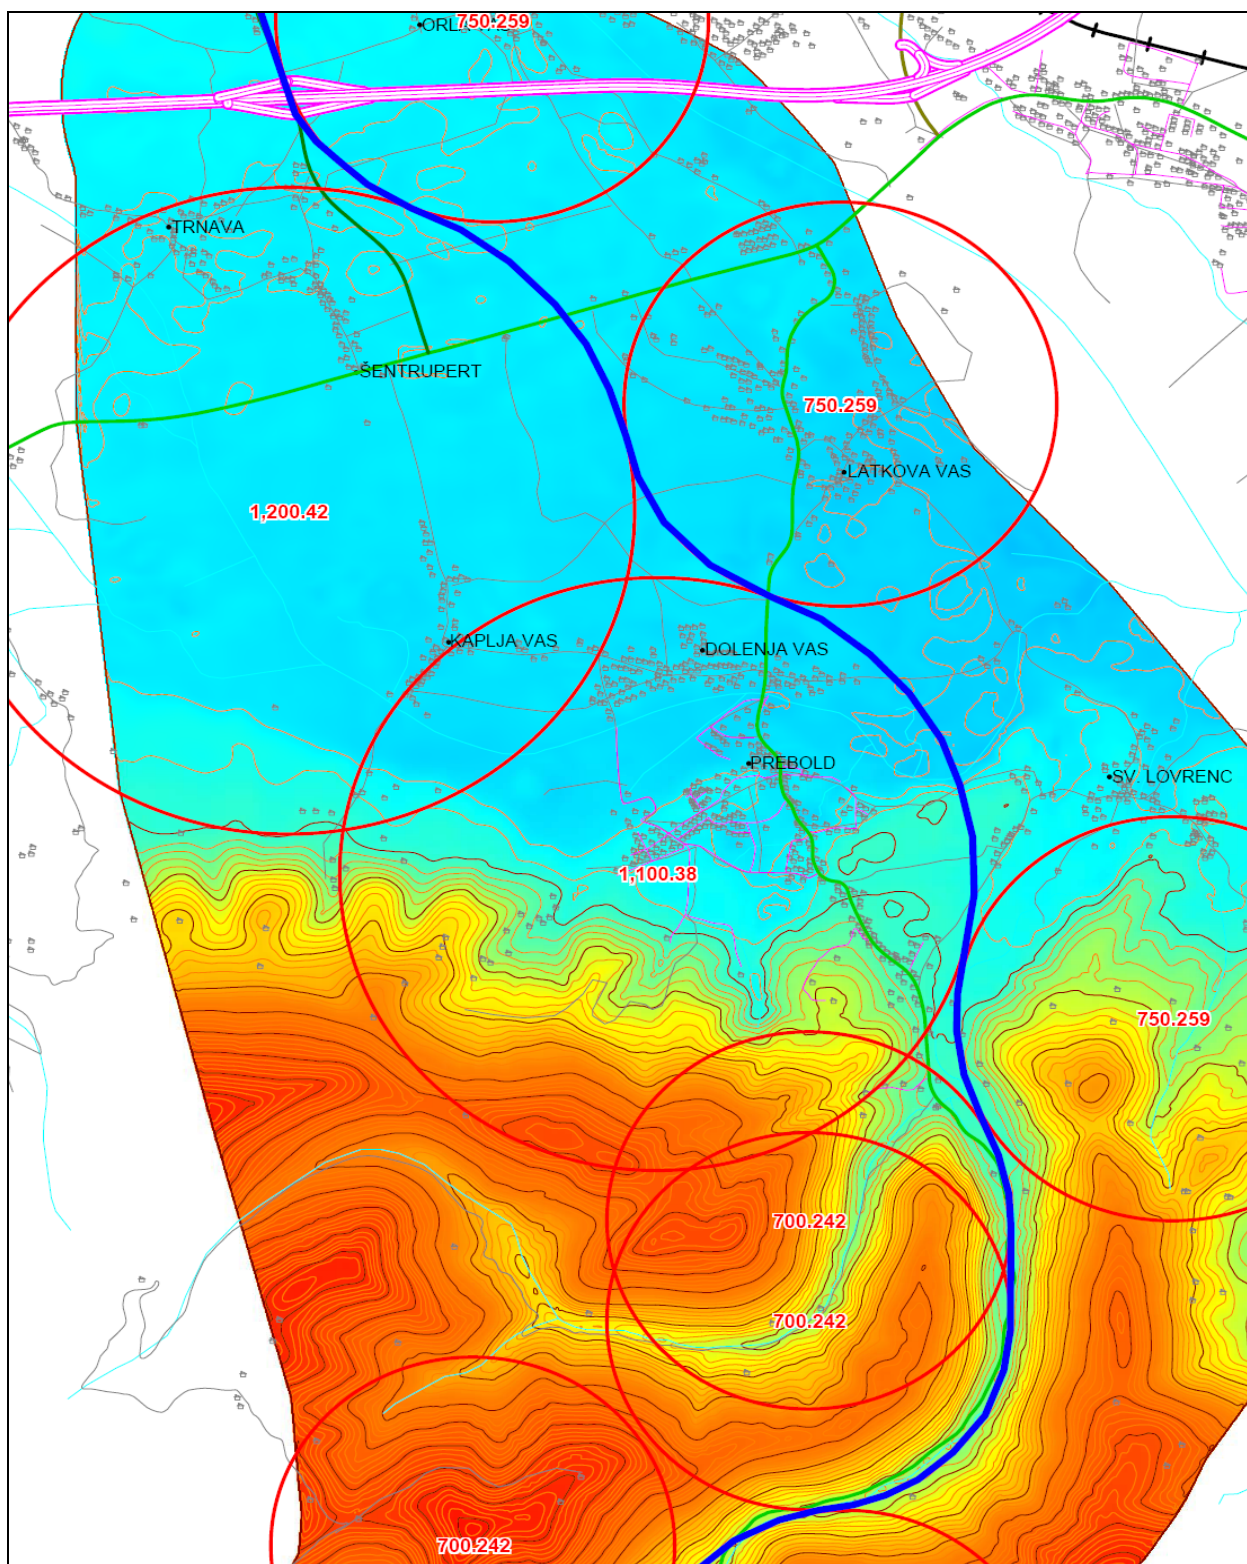 750.259
TRNAVA
ŠENTRUPERT
750.259
LATKOVA VAS
1,200.42
KAPLJA VAS
DOLENJA VAS
PREBOLD
SV. LOVRENC
1,100.38
750.259
700.242
700.242
700.242